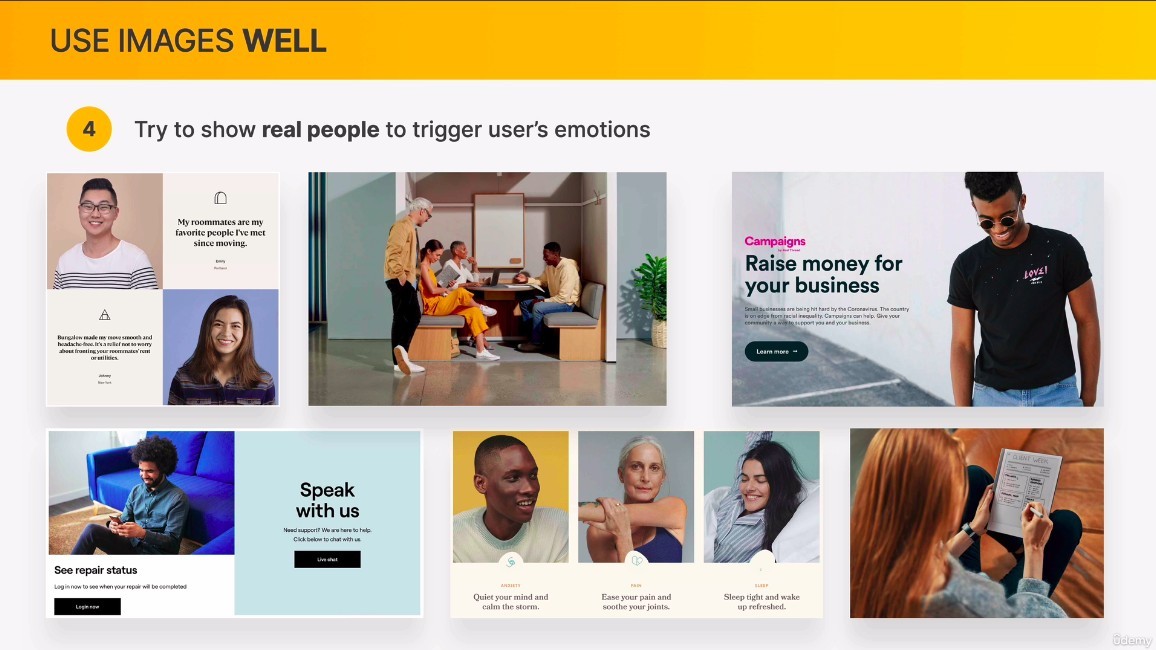 USE IMAGES WELL
4
Try to show real people to trigger user's emotions
My roommates are my
favorite people I've met
since moving.
Bungalow made my move smooth and
headache-free. It's a relief not to worry
about fronting your roommates' rent
or utilities.
Johnny
New York
Campaigns
Raise money for
your business
Small businesses are being hit hard by the Coronavirus. The country
is on edge from racial inequality. Campaigns can help. Give your
community a way to support you and your business.
Learn more →
LOVE!
See repair status
Log in now to see when your repair will be completed
Login now
Speak
with us
Need support? We are here to help.
Click below to chat with us.
Live chat
ANXIETY
Quiet your mind and
calm the storm.
PAIN
Ease your pain and
soothe your joints.
SLEEP
Sleep tight and wake
up refreshed.
CLIENT WEEK
ûdemy